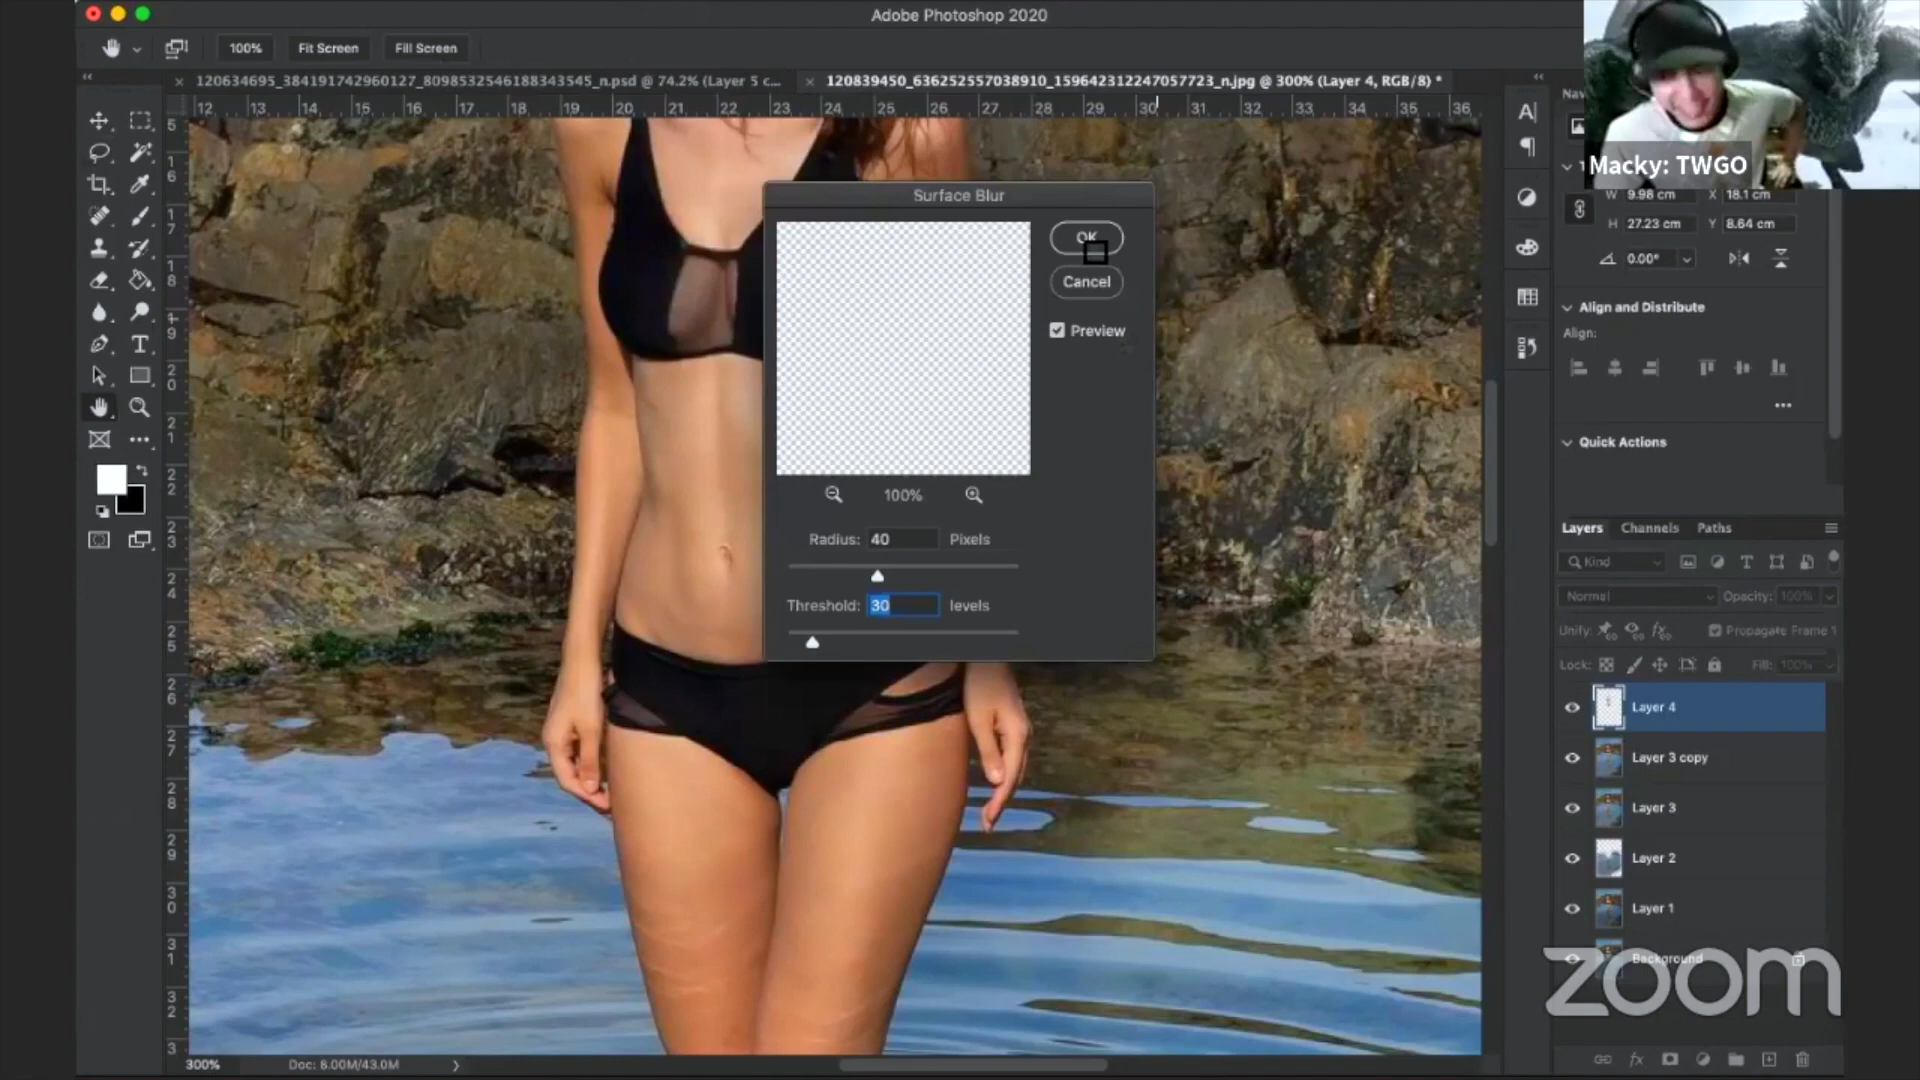 Adobe Photoshop 2020
100% Fit Screen Fill Screen
120634695_384191742960127_8098532546188343545_n.psd @ 74.2% (Layer 5 c...
120839450_636252557038910_159642312247057723_n.jpg @ 300% (Layer 4, RGB/8) *
12 13 14 15 16 17 18 19 20 21 22 23 24 25 26 27 28 29 30 31 32 33 34 35 36
Macky: TWGO
Surface Blur
OK
Cancel
Preview
100%
Radius: 40 Pixels
Threshold: 30 levels
W 9.98 cm X 18.1 cm
H 27.23 cm Y 8.64 cm
0.00°
Align and Distribute
Align:
Quick Actions
Layers Channels Paths
Kind
Normal Opacity: 100%
Unify: Propagate Frame 1
Lock: Fill: 100%
Layer 4
Layer 3 copy
Layer 3
Layer 2
Layer 1
Background
zoom
300% Doc: 8.00M/43.0M